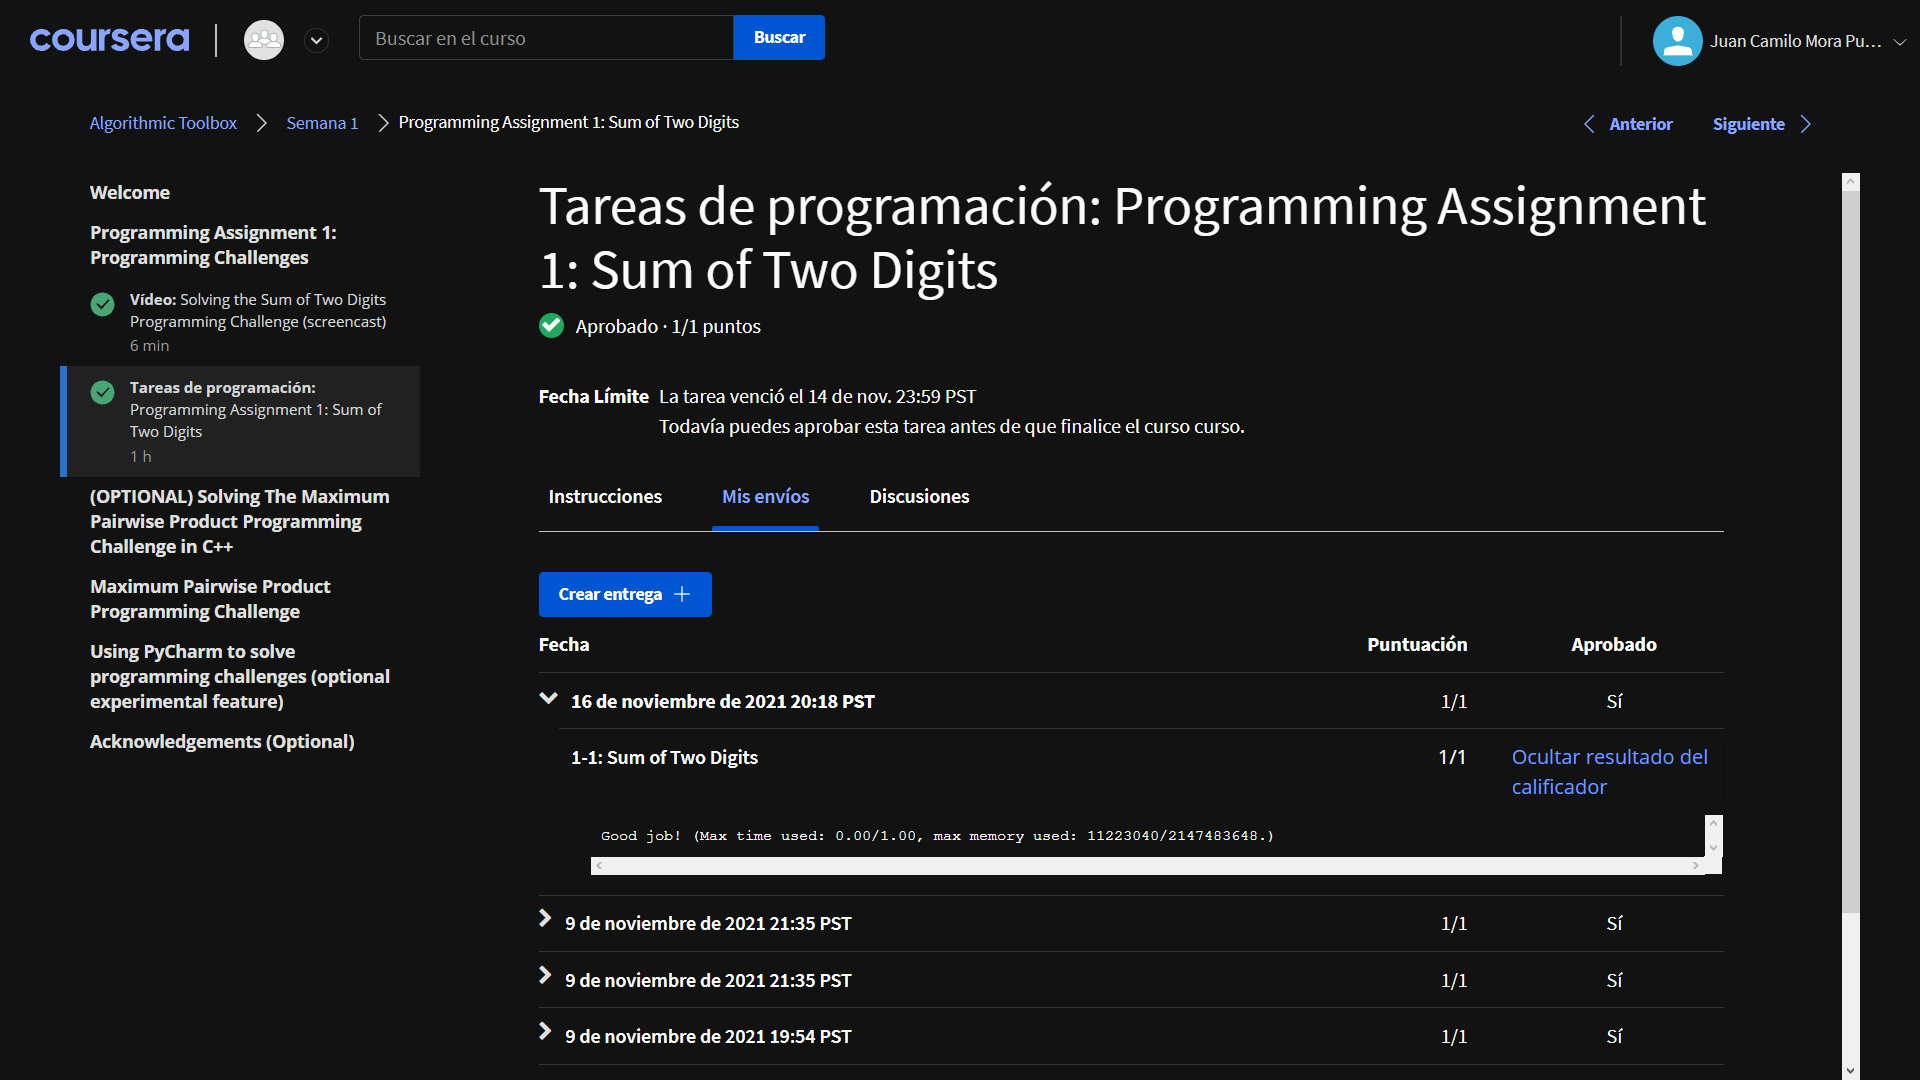 coursera
Buscar en el curso
Buscar
Juan Camilo Mora Pu...
Algorithmic Toolbox
Semana 1
Programming Assignment 1: Sum of Two Digits
Anterior
Siguiente
Welcome
Programming Assignment 1:
Programming Challenges
Vídeo: Solving the Sum of Two Digits
Programming Challenge (screencast)
6 min
Tareas de programación:
Programming Assignment 1: Sum of
Two Digits
1 h
(OPTIONAL) Solving The Maximum
Pairwise Product Programming
Challenge in C++
Maximum Pairwise Product
Programming Challenge
Using PyCharm to solve
programming challenges (optional
experimental feature)
Acknowledgements (Optional)
Tareas de programación: Programming Assignment
1: Sum of Two Digits
Aprobado · 1/1 puntos
Fecha Límite La tarea venció el 14 de nov. 23:59 PST
Todavía puedes aprobar esta tarea antes de que finalice el curso curso.
Instrucciones
Mis envíos
Discusiones
Crear entrega
Fecha Puntuación Aprobado
16 de noviembre de 2021 20:18 PST 1/1 Sí
1-1: Sum of Two Digits 1/1 Ocultar resultado del
calificador
Good job! (Max time used: 0.00/1.00, max memory used: 11223040/2147483648.)
9 de noviembre de 2021 21:35 PST 1/1 Sí
9 de noviembre de 2021 21:35 PST 1/1 Sí
9 de noviembre de 2021 19:54 PST 1/1 Sí